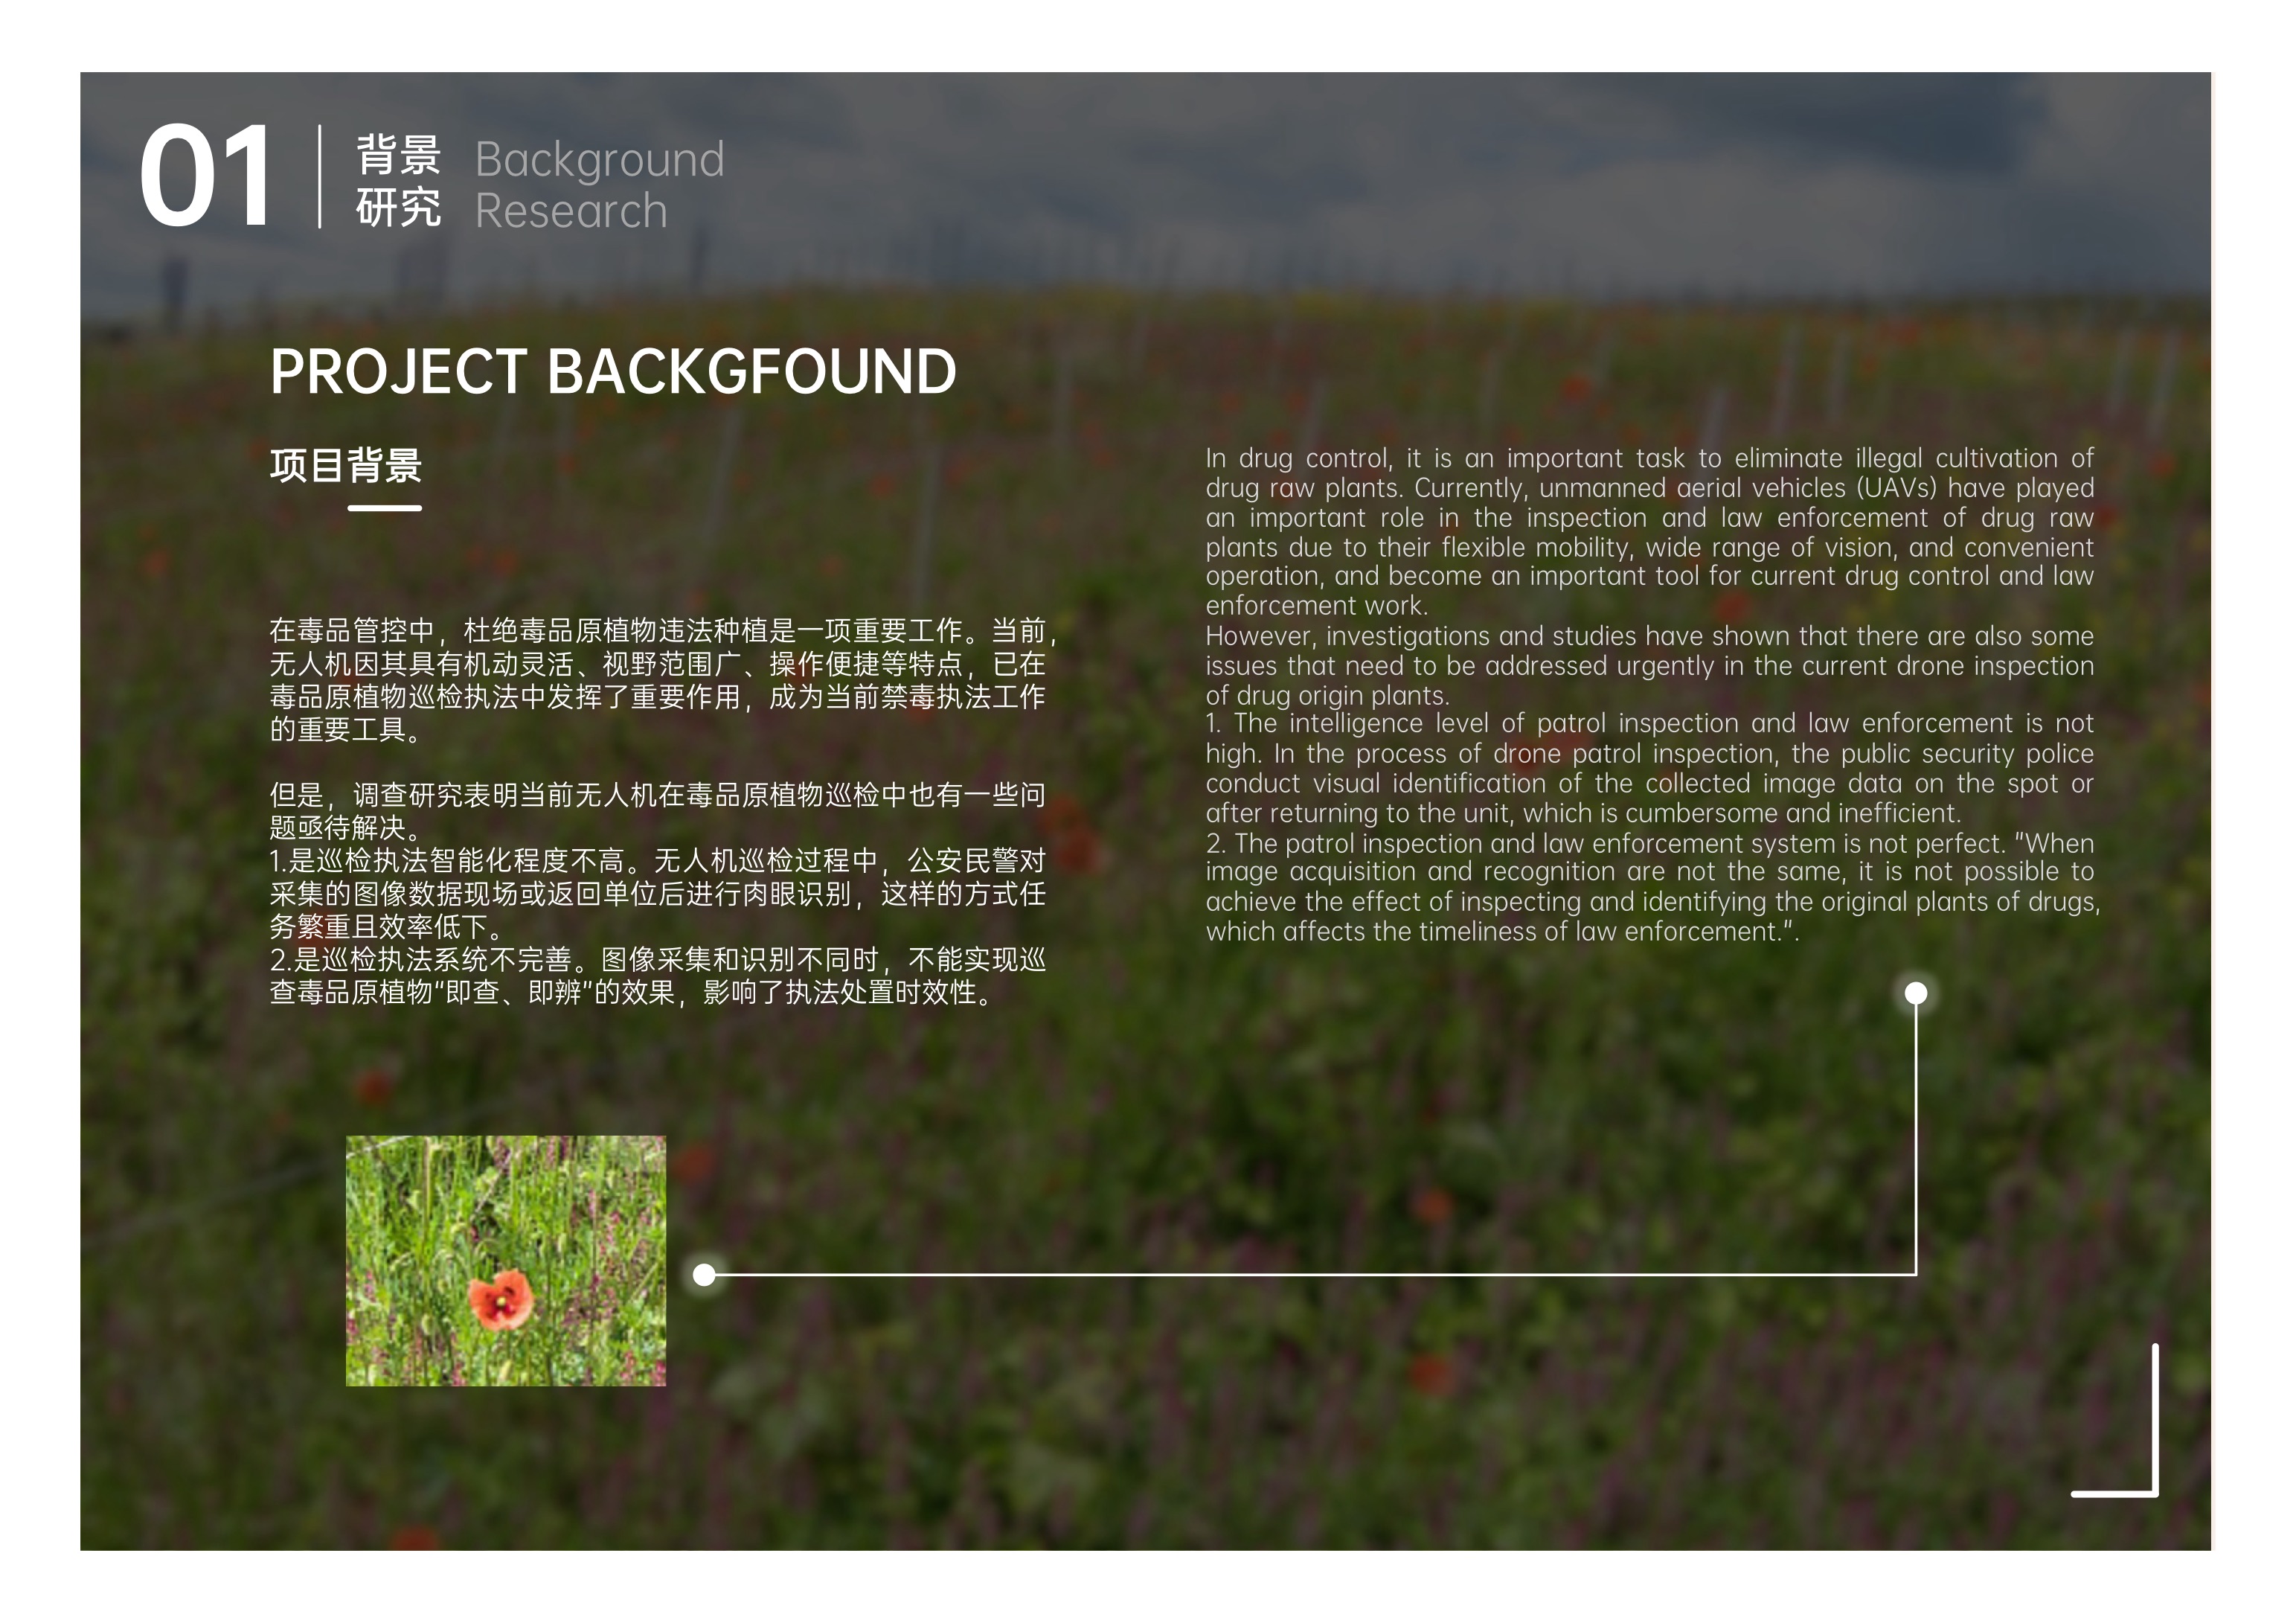 01
背景
研究
Background
Research
PROJECT BACKGFOUND
项目背景
在毒品管控中，杜绝毒品原植物违法种植是一项重要工作。当前，
无人机因其具有机动灵活、视野范围广、操作便捷等特点，已在
毒品原植物巡检执法中发挥了重要作用，成为当前禁毒执法工作
的重要工具。
但是，调查研究表明当前无人机在毒品原植物巡检中也有一些问
题亟待解决。
1.是巡检执法智能化程度不高。无人机巡检过程中，公安民警对
采集的图像数据现场或返回单位后进行肉眼识别，这样的方式任
务繁重且效率低下。
2.是巡检执法系统不完善。图像采集和识别不同时，不能实现巡
查毒品原植物“即查、即辨”的效果，影响了执法处置时效性。
In drug control, it is an important task to eliminate illegal cultivation of
drug raw plants. Currently, unmanned aerial vehicles (UAVs) have played
an important role in the inspection and law enforcement of drug raw
plants due to their flexible mobility, wide range of vision, and convenient
operation, and become an important tool for current drug control and law
enforcement work.
However, investigations and studies have shown that there are also some
issues that need to be addressed urgently in the current drone inspection
of drug origin plants.
1. The intelligence level of patrol inspection and law enforcement is not
high. In the process of drone patrol inspection, the public security police
conduct visual identification of the collected image data on the spot or
after returning to the unit, which is cumbersome and inefficient.
2. The patrol inspection and law enforcement system is not perfect. "When
image acquisition and recognition are not the same, it is not possible to
achieve the effect of inspecting and identifying the original plants of drugs,
which affects the timeliness of law enforcement.".